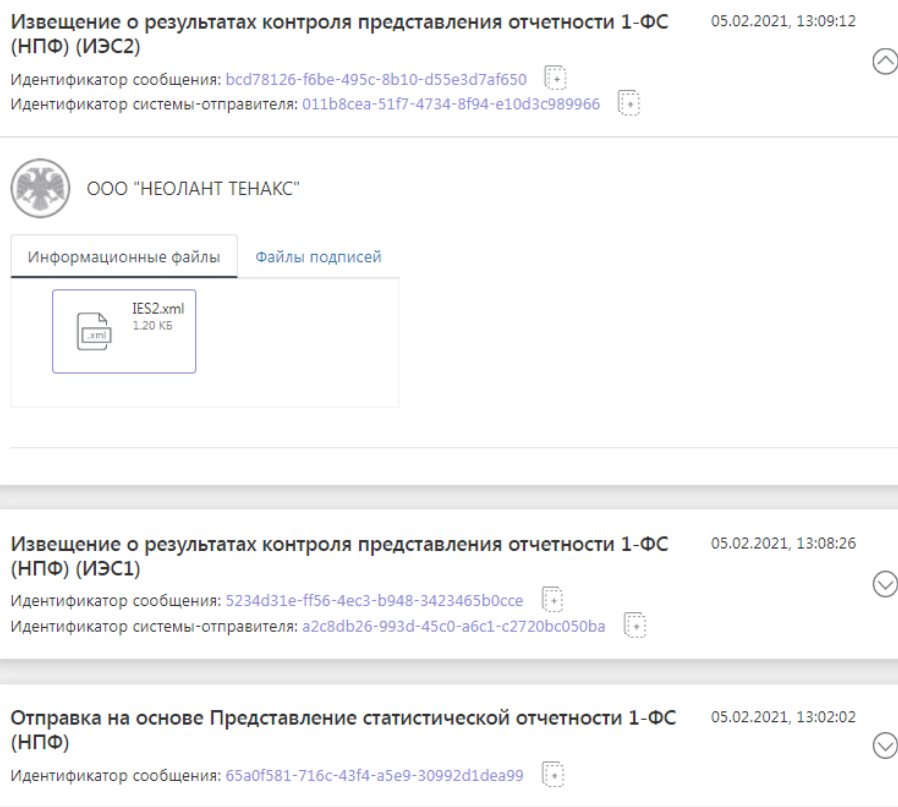 Извещение о результатах контроля представления отчетности 1-ФС
05.02.2021, 13:09:12
(НПФ) (ИЭС2)
Идентификатор сообщения: bcd78126-f6be-495c-8b10-d55e3d7af650
Идентификатор системы-отправителя: 011b8cea-51f7-4734-8f94-e10d3c989966
ООО "НЕОЛАНТ ТЕНАКС"
Информационные файлы
Файлы подписей
IES2.xml
1.20 КБ
.xml
Извещение о результатах контроля представления отчетности 1-ФС
05.02.2021, 13:08:26
(НПФ) (ИЭС1)
Идентификатор сообщения: 5234d31e-ff56-4ec3-b948-3423465b0cce
Идентификатор системы-отправителя: a2c8db26-993d-45c0-a6c1-c2720bc050ba
Отправка на основе Представление статистической отчетности 1-ФС
05.02.2021, 13:02:02
(НПФ)
Идентификатор сообщения: 65a0f581-716c-43f4-a5e9-30992d1dea99